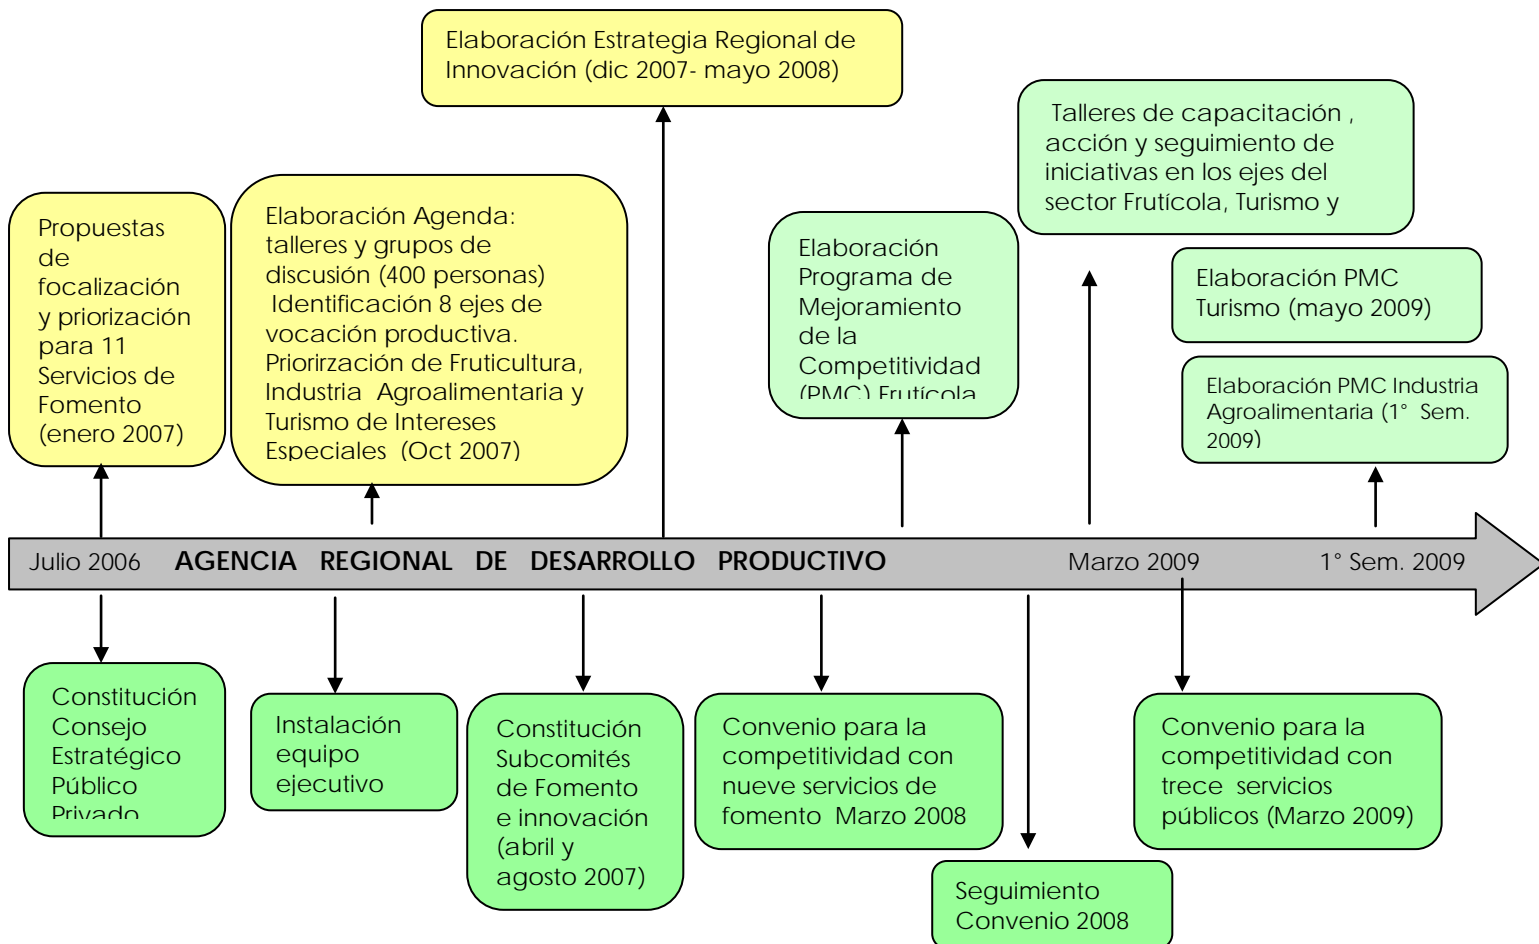 Elaboración Estrategia Regional de
Innovación (dic 2007- mayo 2008)
Talleres de capacitación ,
acción y seguimiento de
iniciativas en los ejes del
sector Frutícola, Turismo y
Propuestas
de
focalización
y priorización
para 11
Servicios de
Fomento
(enero 2007)
Elaboración Agenda:
talleres y grupos de
discusión (400 personas)
Identificación 8 ejes de
vocación productiva.
Priorirzación de Fruticultura,
Industria Agroalimentaria y
Turismo de Intereses
Especiales (Oct 2007)
Elaboración
Programa de
Mejoramiento
de la
Competitividad
(PMC) Frutícola
Elaboración PMC
Turismo (mayo 2009)
Elaboración PMC Industria
Agroalimentaria (1° Sem.
2009)
Julio 2006 AGENCIA REGIONAL DE DESARROLLO PRODUCTIVO Marzo 2009 1° Sem. 2009
Constitución
Consejo
Estratégico
Público
Privado
Instalación
equipo
ejecutivo
Constitución
Subcomités
de Fomento
e innovación
(abril y
agosto 2007)
Convenio para la
competitividad con
nueve servicios de
fomento Marzo 2008
Seguimiento
Convenio 2008
Convenio para la
competitividad con
trece servicios
públicos (Marzo 2009)